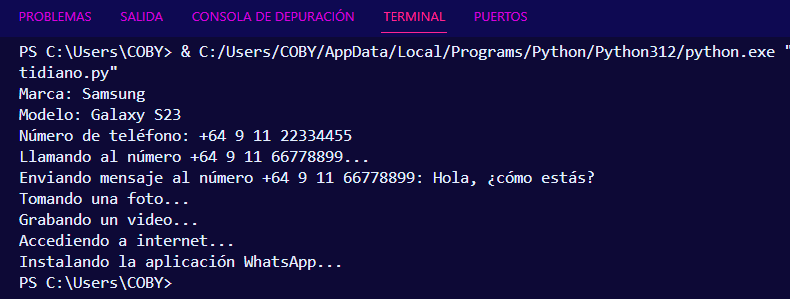 PROBLEMAS SALIDA CONSOLA DE DEPURACIÓN TERMINAL PUERTOS
PS C:\Users\COBY> & C:/Users/COBY/AppData/Local/Programs/Python/Python312/python.exe "
tidiano.py"
Marca: Samsung
Modelo: Galaxy S23
Número de teléfono: +64 9 11 22334455
Llamando al número +64 9 11 66778899...
Enviando mensaje al número +64 9 11 66778899: Hola, ¿cómo estás?
Tomando una foto...
Grabando un video...
Accediendo a internet...
Instalando la aplicación WhatsApp...
PS C:\Users\COBY>